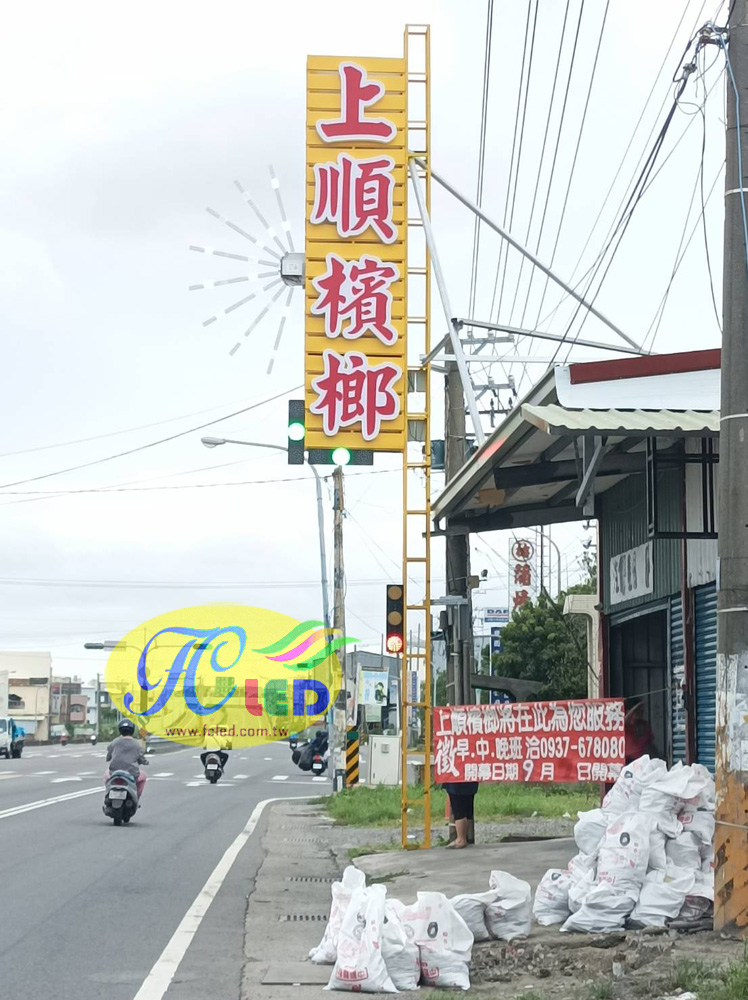 上順檳榔
FC LED
www.fcled.com.tw
上順檳榔將在此為您服務
徵早.中.晚班 洽0937-678080
開幕日期9月 日開幕